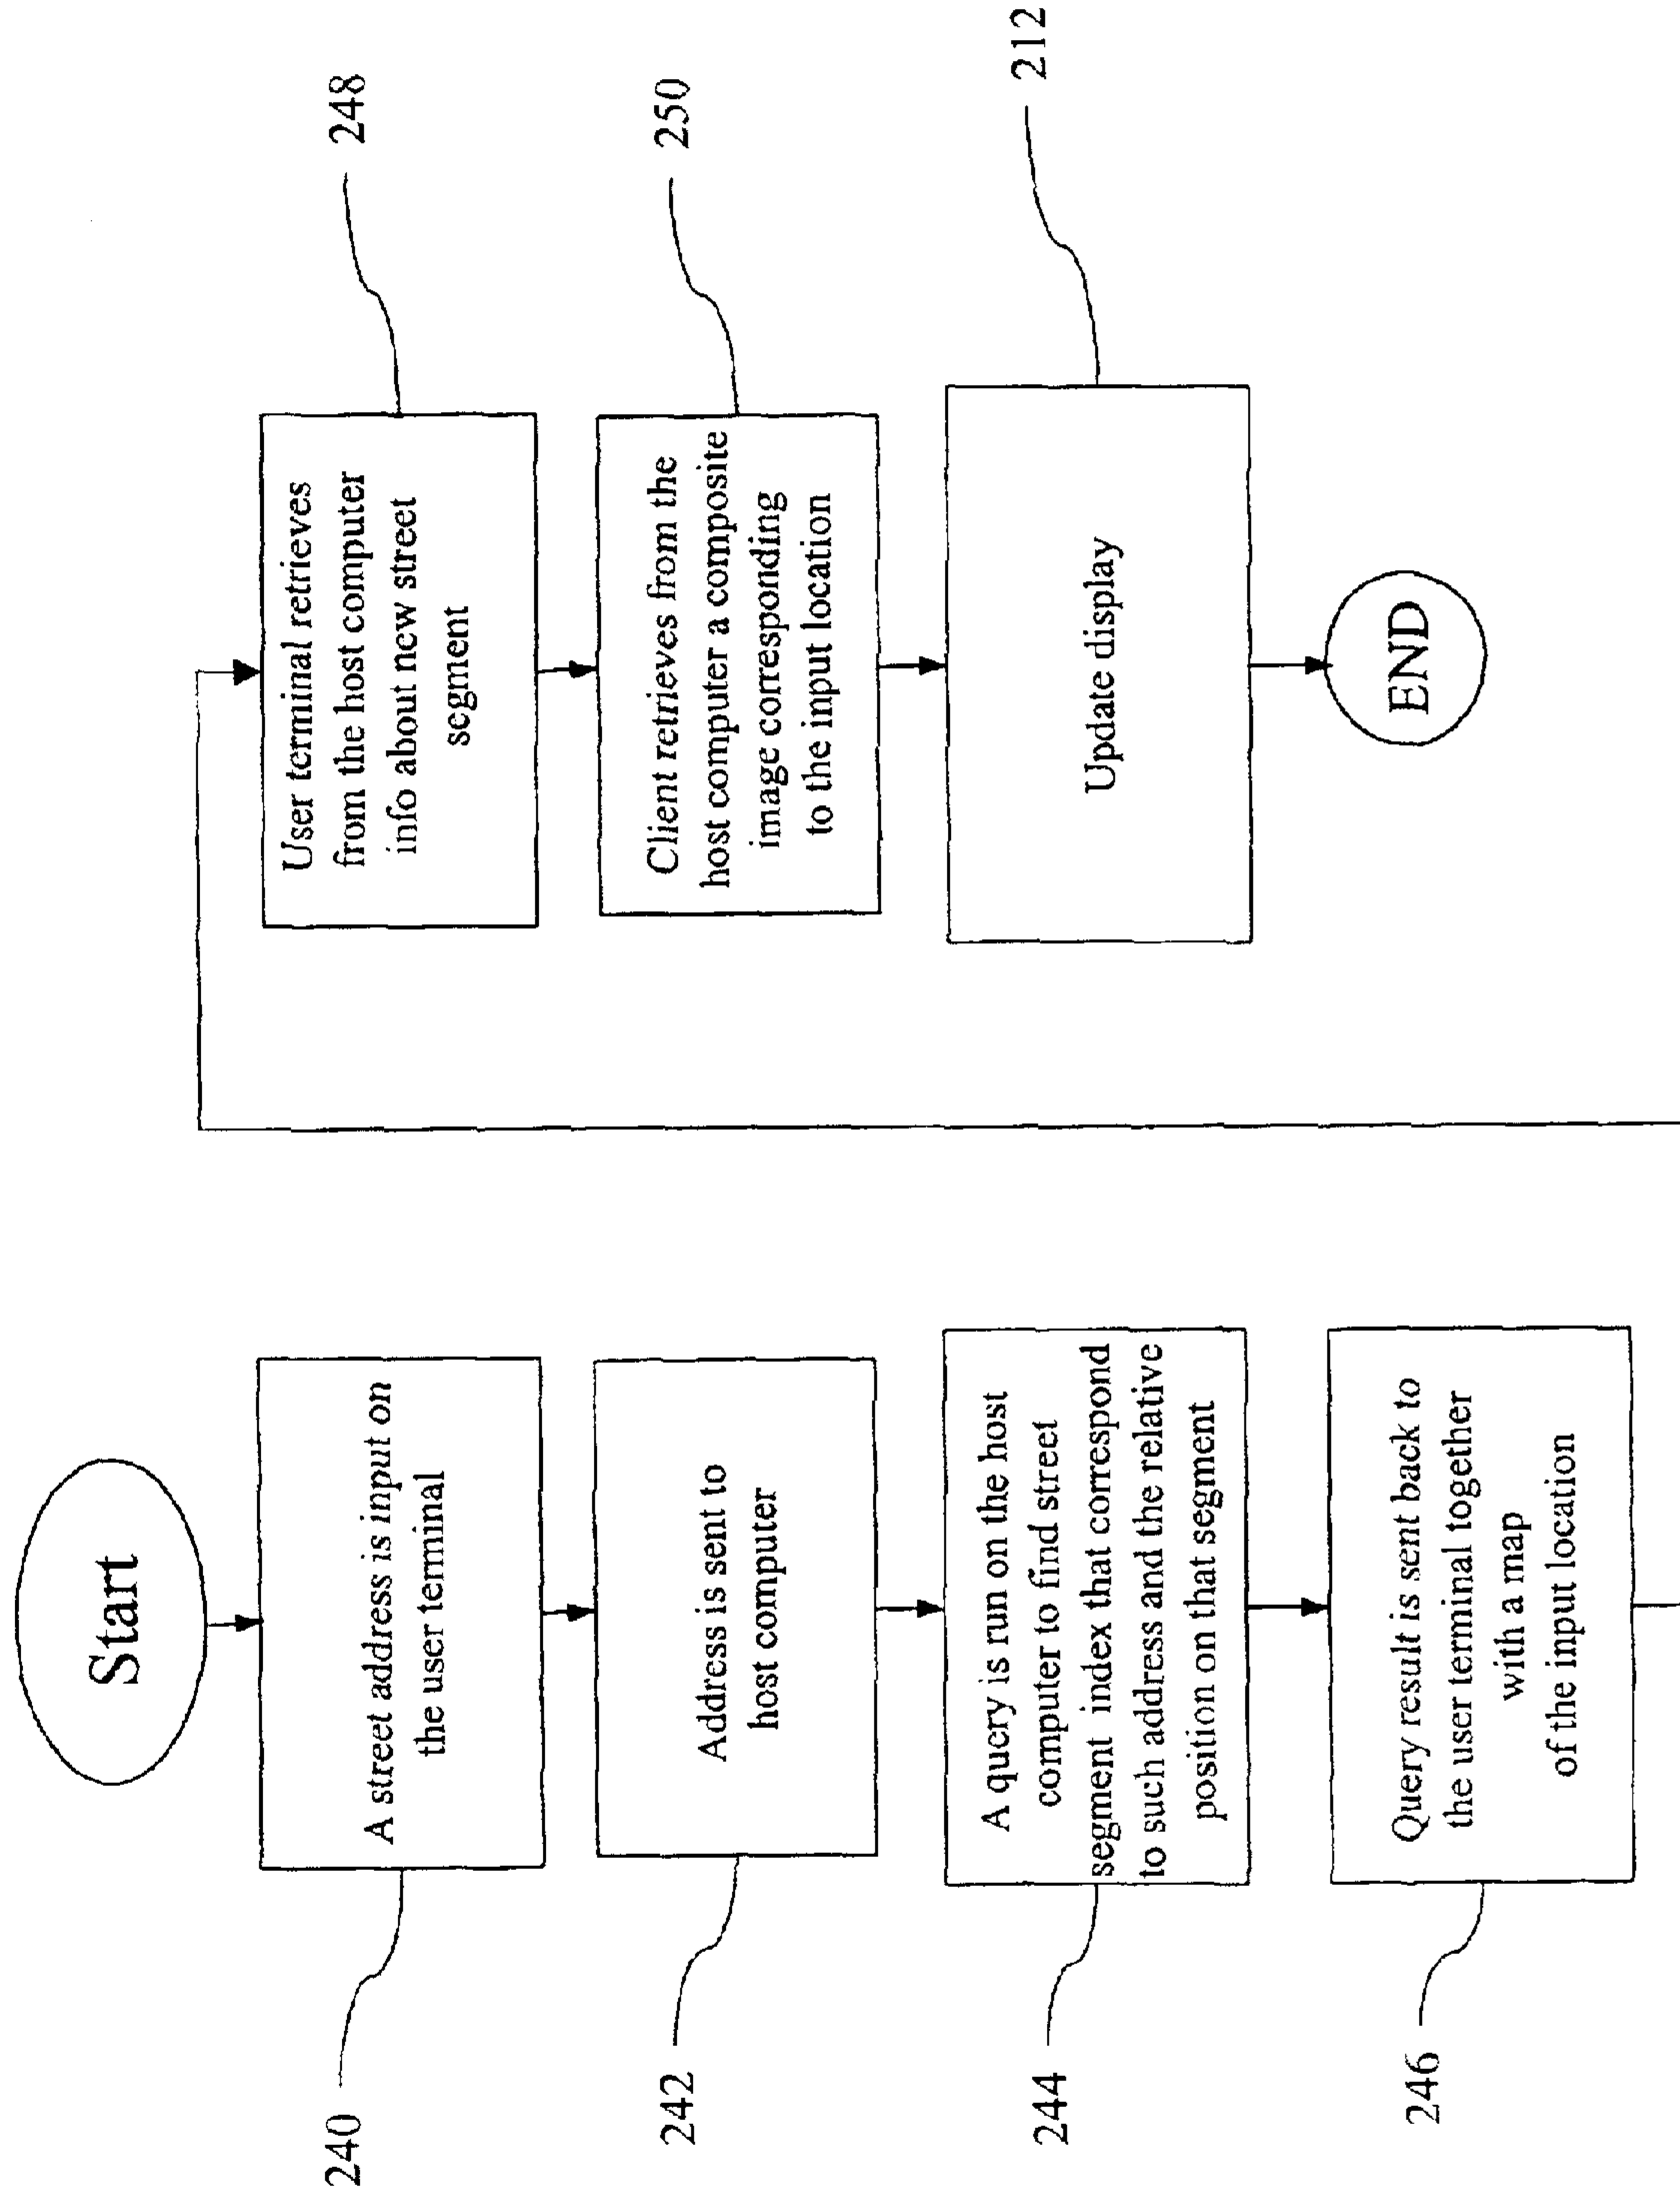 Start
A street address is input on
the user terminal
240
Address is sent to
host computer
242
A query is run on the host
computer to find street
segment index that correspond
to such address and the relative
position on that segment
244
Query result is sent back to
the user terminal together
with a map
of the input location
246
User terminal retrieves
from the host computer
info about new street
segment
248
Client retrieves from the
host computer a composite
image corresponding
to the input location
250
Update display
212
END